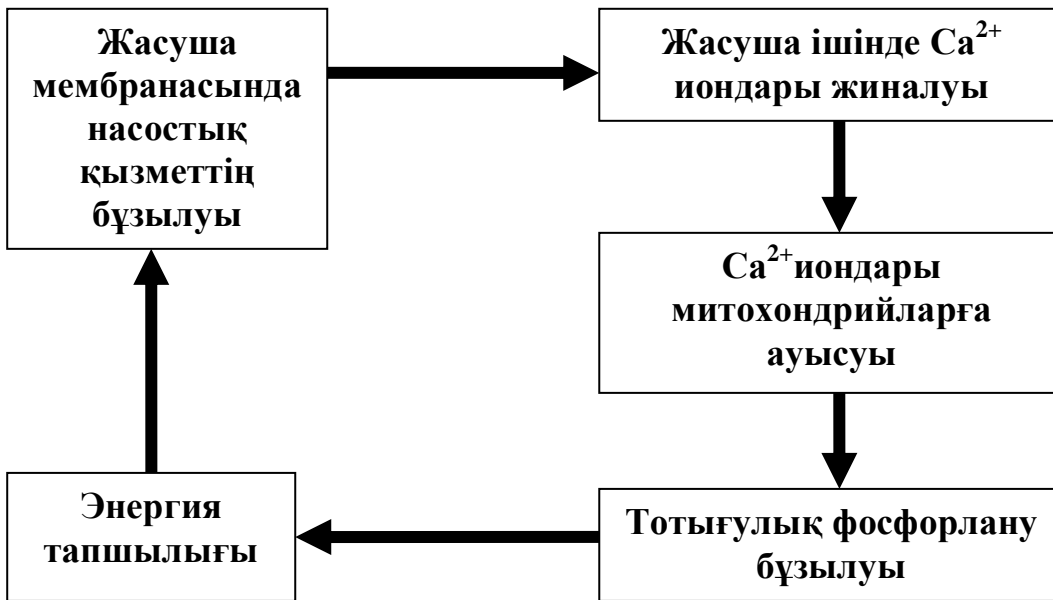 Жасуша
мембранасында
насостық
қызметтің
бұзылуы
Жасуша ішінде Ca²⁺
иондары жиналуы
Ca²⁺иондары
митохондрийларға
ауысуы
Тотығулық фосфорлану
бұзылуы
Энергия
тапшылығы